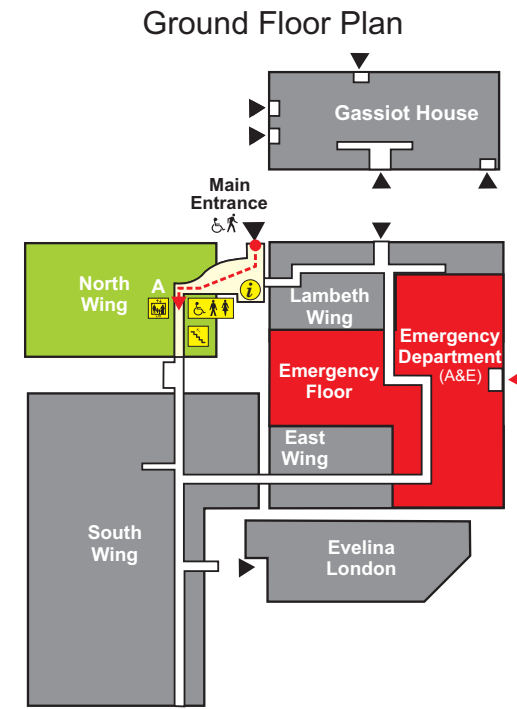 Ground Floor Plan
Gassiot House
Main
Entrance
North
Wing
A
i
Lambeth
Wing
Emergency
Department
(A&E)
Emergency
Floor
East
Wing
South
Wing
Evelina
London